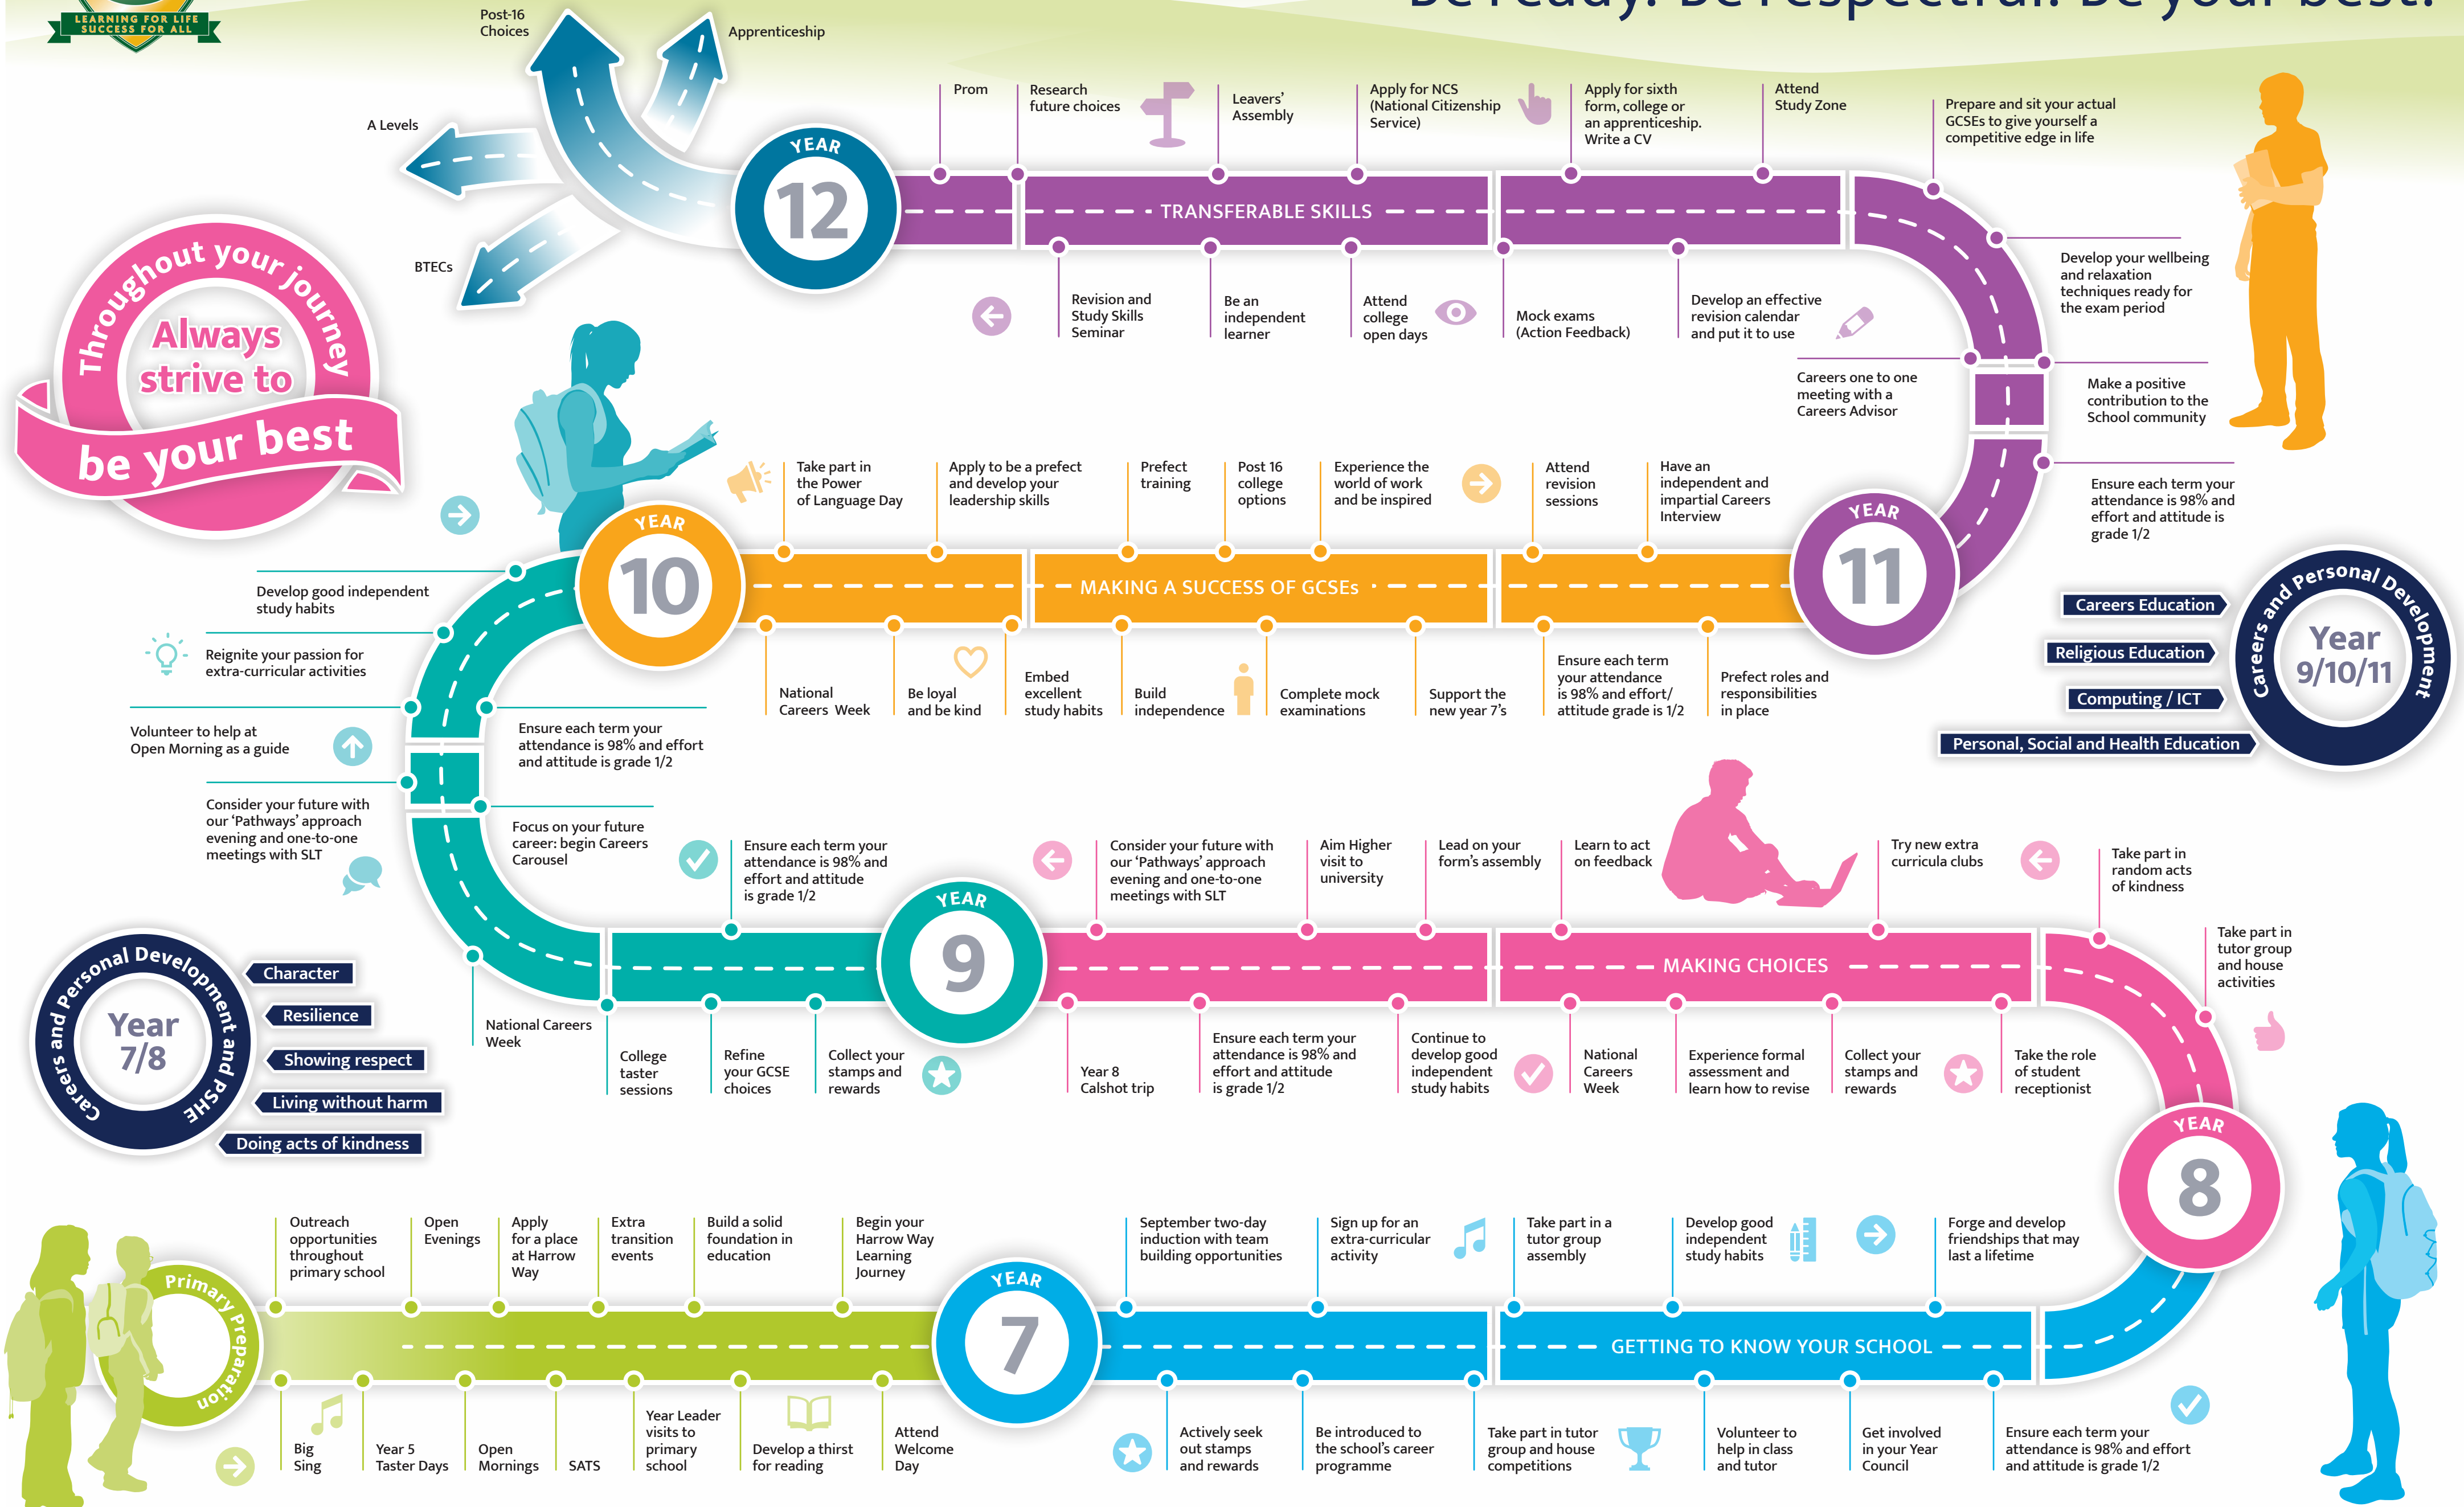 LEARNING FOR LIFE
SUCCESS FOR ALL
Post-16
Choices
Apprenticeship
A Levels
BTECs
YEAR
12
Prom
Research
future choices
Leavers’
Assembly
Apply for NCS
(National Citizenship
Service)
Apply for sixth
form, college or
an apprenticeship.
Write a CV
Attend
Study Zone
Prepare and sit your actual
GCSEs to give yourself a
competitive edge in life
TRANSFERABLE SKILLS
Revision and
Study Skills
Seminar
Be an
independent
learner
Attend
college
open days
Mock exams
(Action Feedback)
Develop an effective
revision calendar
and put it to use
Develop your wellbeing
and relaxation
techniques ready for
the exam period
Careers one to one
meeting with a
Careers Advisor
Make a positive
contribution to the
School community
Ensure each term your
attendance is 98% and
effort and attitude is
grade 1/2
Throughout your journey
Always
strive to
be your best
Take part in
the Power
of Language Day
Apply to be a prefect
and develop your
leadership skills
Prefect
training
Post 16
college
options
Experience the
world of work
and be inspired
Attend
revision
sessions
Have an
independent and
impartial Careers
Interview
YEAR
10
MAKING A SUCCESS OF GCSEs
YEAR
11
National
Careers Week
Be loyal
and be kind
Embed
excellent
study habits
Build
independence
Complete mock
examinations
Support the
new year 7’s
Ensure each term
your attendance
is 98% and effort/
attitude grade is 1/2
Prefect roles and
responsibilities
in place
Careers Education
Religious Education
Computing / ICT
Personal, Social and Health Education
Careers and Personal Development
Year
9/10/11
Develop good independent
study habits
Reignite your passion for
extra-curricular activities
Volunteer to help at
Open Morning as a guide
Ensure each term your
attendance is 98% and effort
and attitude is grade 1/2
Consider your future with
our ‘Pathways’ approach
evening and one-to-one
meetings with SLT
Focus on your future
career: begin Careers
Carousel
Ensure each term your
attendance is 98% and
effort and attitude
is grade 1/2
YEAR
9
Consider your future with
our ‘Pathways’ approach
evening and one-to-one
meetings with SLT
Aim Higher
visit to
university
Lead on your
form’s assembly
Learn to act
on feedback
Try new extra
curricula clubs
Take part in
random acts
of kindness
Take part in
tutor group
and house
activities
MAKING CHOICES
National Careers
Week
College
taster
sessions
Refine
your GCSE
choices
Collect your
stamps and
rewards
Year 8
Calshot trip
Ensure each term your
attendance is 98% and
effort and attitude
is grade 1/2
Continue to
develop good
independent
study habits
National
Careers
Week
Experience formal
assessment and
learn how to revise
Collect your
stamps and
rewards
Take the role
of student
receptionist
Careers and Personal Development and PSHE
Year
7/8
Character
Resilience
Showing respect
Living without harm
Doing acts of kindness
YEAR
8
Primary Preparation
Outreach
opportunities
throughout
primary school
Open
Evenings
Apply
for a place
at Harrow
Way
Extra
transition
events
Build a solid
foundation in
education
Begin your
Harrow Way
Learning
Journey
YEAR
7
September two-day
induction with team
building opportunities
Sign up for an
extra-curricular
activity
Take part in a
tutor group
assembly
Develop good
independent
study habits
Forge and develop
friendships that may
last a lifetime
GETTING TO KNOW YOUR SCHOOL
Big
Sing
Year 5
Taster Days
Open
Mornings
SATS
Year Leader
visits to
primary
school
Develop a thirst
for reading
Attend
Welcome
Day
Actively seek
out stamps
and rewards
Be introduced to
the school’s career
programme
Take part in tutor
group and house
competitions
Volunteer to
help in class
and tutor
Get involved
in your Year
Council
Ensure each term your
attendance is 98% and effort
and attitude is grade 1/2